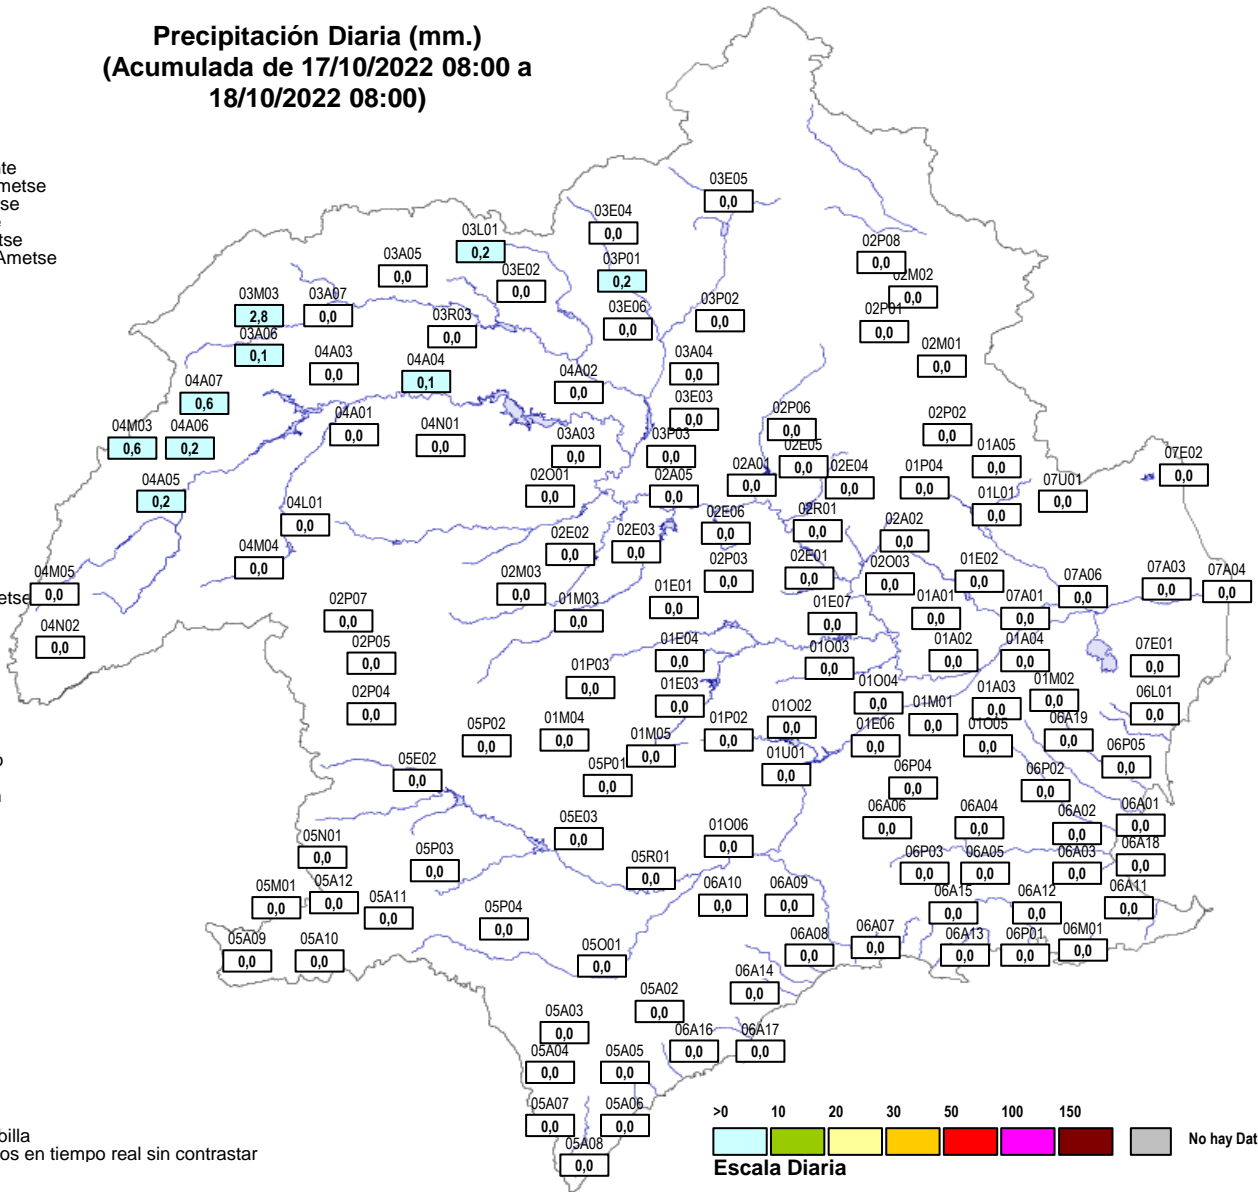 Precipitación Diaria (mm.)
(Acumulada de 17/10/2022 08:00 a
18/10/2022 08:00)
03E05
0,0
03E04
0,0
03L01
0,2
03A05
0,0
03E02
0,0
03P01
0,2
02P08
0,0
02M02
0,0
03M03
2,8
03A07
0,0
03R03
0,0
03E06
0,0
03P02
0,0
02P01
0,0
03A06
0,1
04A03
0,0
04A04
0,1
04A02
0,0
03A04
0,0
02M01
0,0
04A07
0,6
03E03
0,0
04M03
0,6
04A06
0,2
04A01
0,0
04N01
0,0
03A03
0,0
03P03
0,0
02P06
0,0
02P02
0,0
02E05
0,0
01A05
0,0
07E02
0,0
04A05
0,2
02O01
0,0
02A05
0,0
02A01
0,0
02E04
0,0
01P04
0,0
07U01
0,0
01L01
0,0
04L01
0,0
02E06
0,0
02R01
0,0
02A02
0,0
02E02
0,0
02E03
0,0
04M04
0,0
04M05
0,0
02M03
0,0
02P03
0,0
02E01
0,0
02O03
0,0
01E02
0,0
07A06
0,0
07A03
0,0
07A04
0,0
02P07
0,0
01M03
0,0
01E01
0,0
01E07
0,0
01A01
0,0
07A01
0,0
04N02
0,0
02P05
0,0
01E04
0,0
01O03
0,0
01A02
0,0
01A04
0,0
07E01
0,0
01P03
0,0
01E03
0,0
01O04
0,0
01A03
0,0
01M02
0,0
06L01
0,0
02P04
0,0
01M01
0,0
05P02
0,0
01M04
0,0
01M05
0,0
01P02
0,0
01O02
0,0
01E06
0,0
01O05
0,0
06A19
0,0
06P05
0,0
05E02
0,0
05P01
0,0
01U01
0,0
06P04
0,0
06P02
0,0
05E03
0,0
01O06
0,0
06A06
0,0
06A04
0,0
06A02
0,0
06A01
0,0
05N01
0,0
05P03
0,0
05R01
0,0
06P03
0,0
06A05
0,0
06A03
0,0
06A18
0,0
05M01
0,0
05A12
0,0
05A11
0,0
06A10
0,0
06A09
0,0
06A15
0,0
06A12
0,0
06A11
0,0
05P04
0,0
05A09
0,0
05A10
0,0
05O01
0,0
06A08
0,0
06A07
0,0
06A13
0,0
06P01
0,0
06M01
0,0
06A14
0,0
05A02
0,0
05A03
0,0
06A16
0,0
06A17
0,0
05A04
0,0
05A05
0,0
05A07
0,0
05A06
0,0
05A08
0,0
te
metse
se
tse
Ametse
etse
billa
os en tiempo real sin contrastar
>0 10 20 30 50 100 150
No hay Dat
Escala Diaria